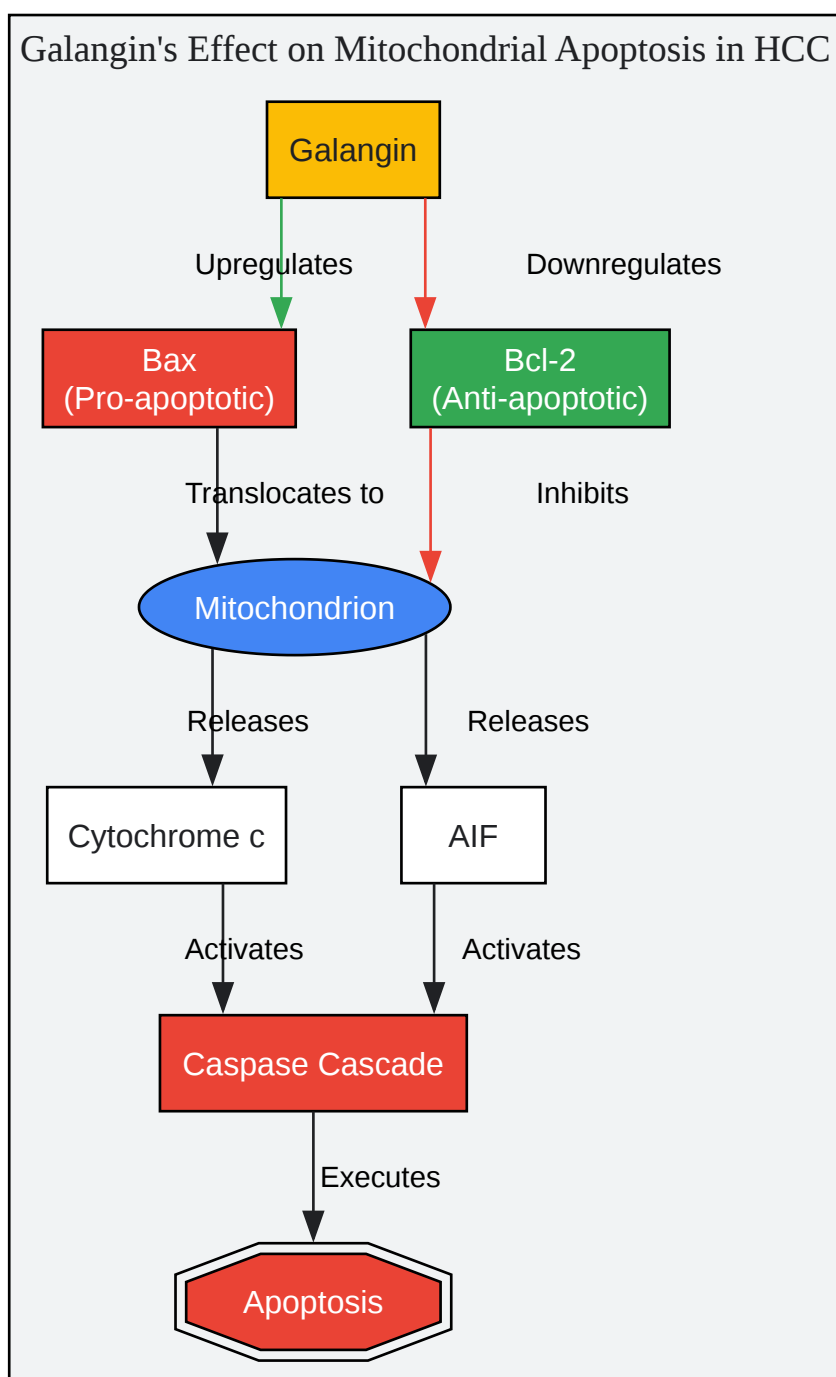 Galangin's Effect on Mitochondrial Apoptosis in HCC
Galangin
Upregulates
Downregulates
Bax
(Pro-apoptotic)
Bcl-2
(Anti-apoptotic)
Translocates to
Inhibits
Mitochondrion
Releases
Releases
Cytochrome c
AIF
Activates
Activates
Caspase Cascade
Executes
Apoptosis